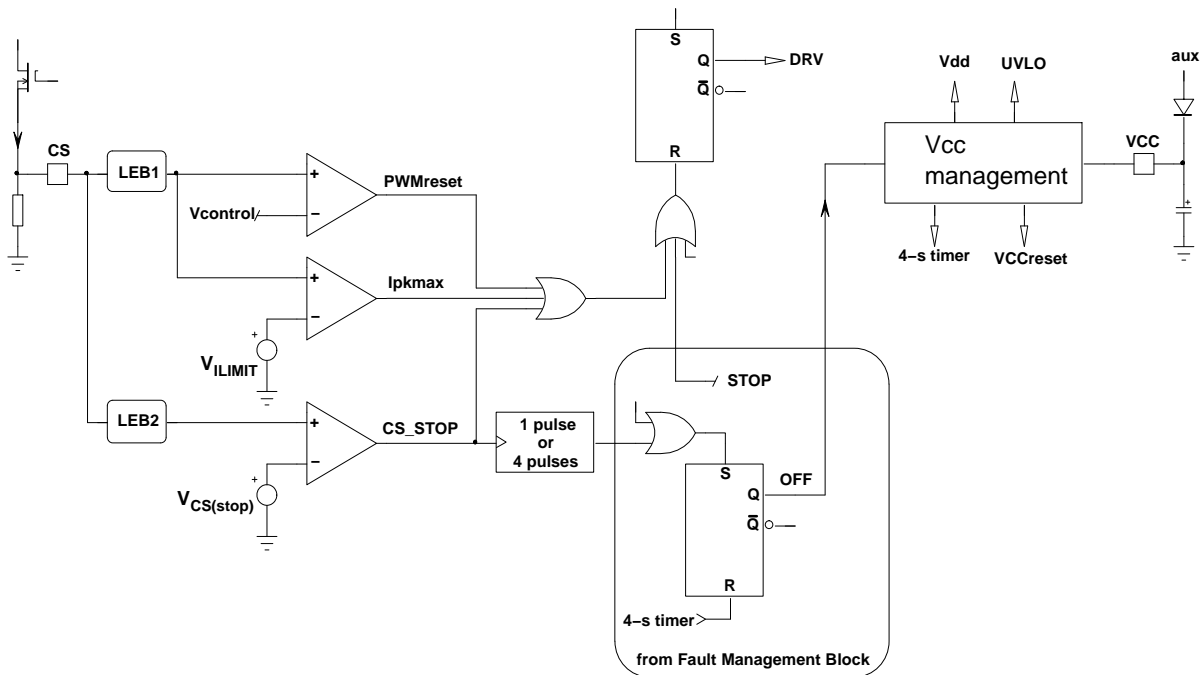 S
Q
DRV
Q̅
R
Vdd
UVLO
aux
CS
LEB1
+
−
PWMreset
Vcontrol
Vcc
management
VCC
+
4−s timer
VCCreset
+
−
Ipkmax
+
VILIMIT
STOP
LEB2
+
−
CS_STOP
1 pulse
or
4 pulses
+
VCS(stop)
S
Q
OFF
Q̅
R
4−s timer
from Fault Management Block